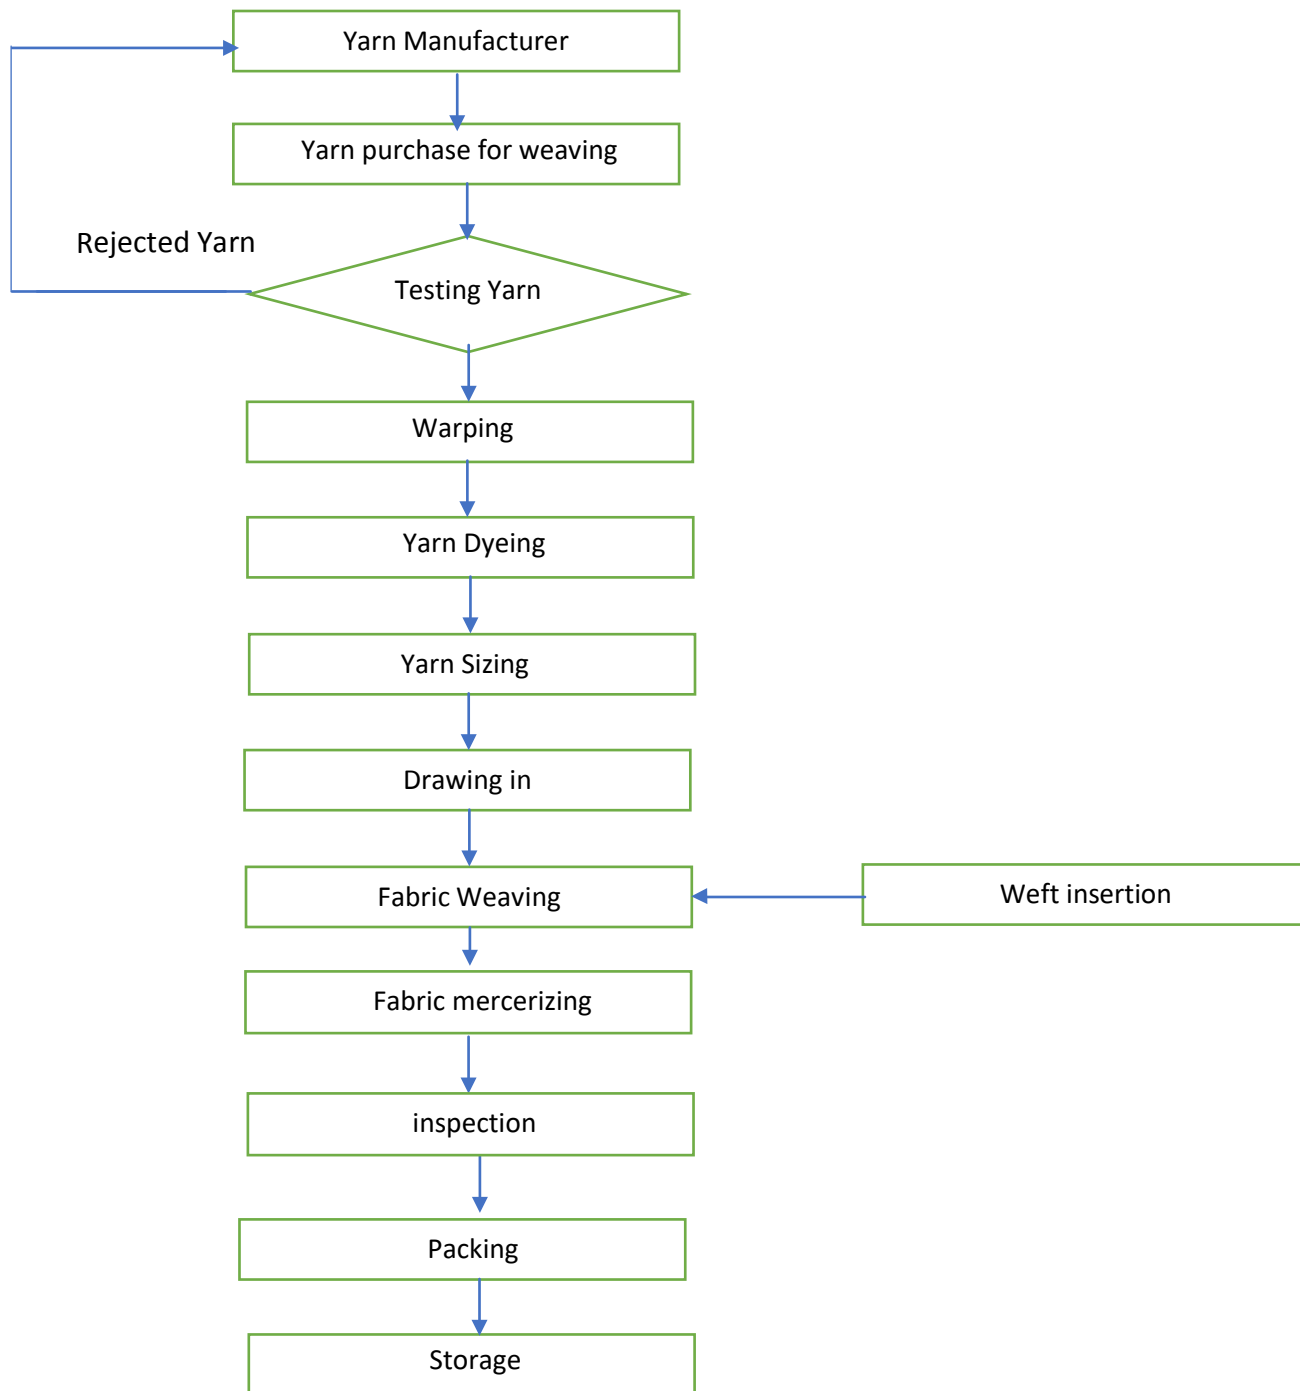 Yarn Manufacturer
Yarn purchase for weaving
Rejected Yarn
Testing Yarn
Warping
Yarn Dyeing
Yarn Sizing
Drawing in
Fabric Weaving
Weft insertion
Fabric mercerizing
inspection
Packing
Storage